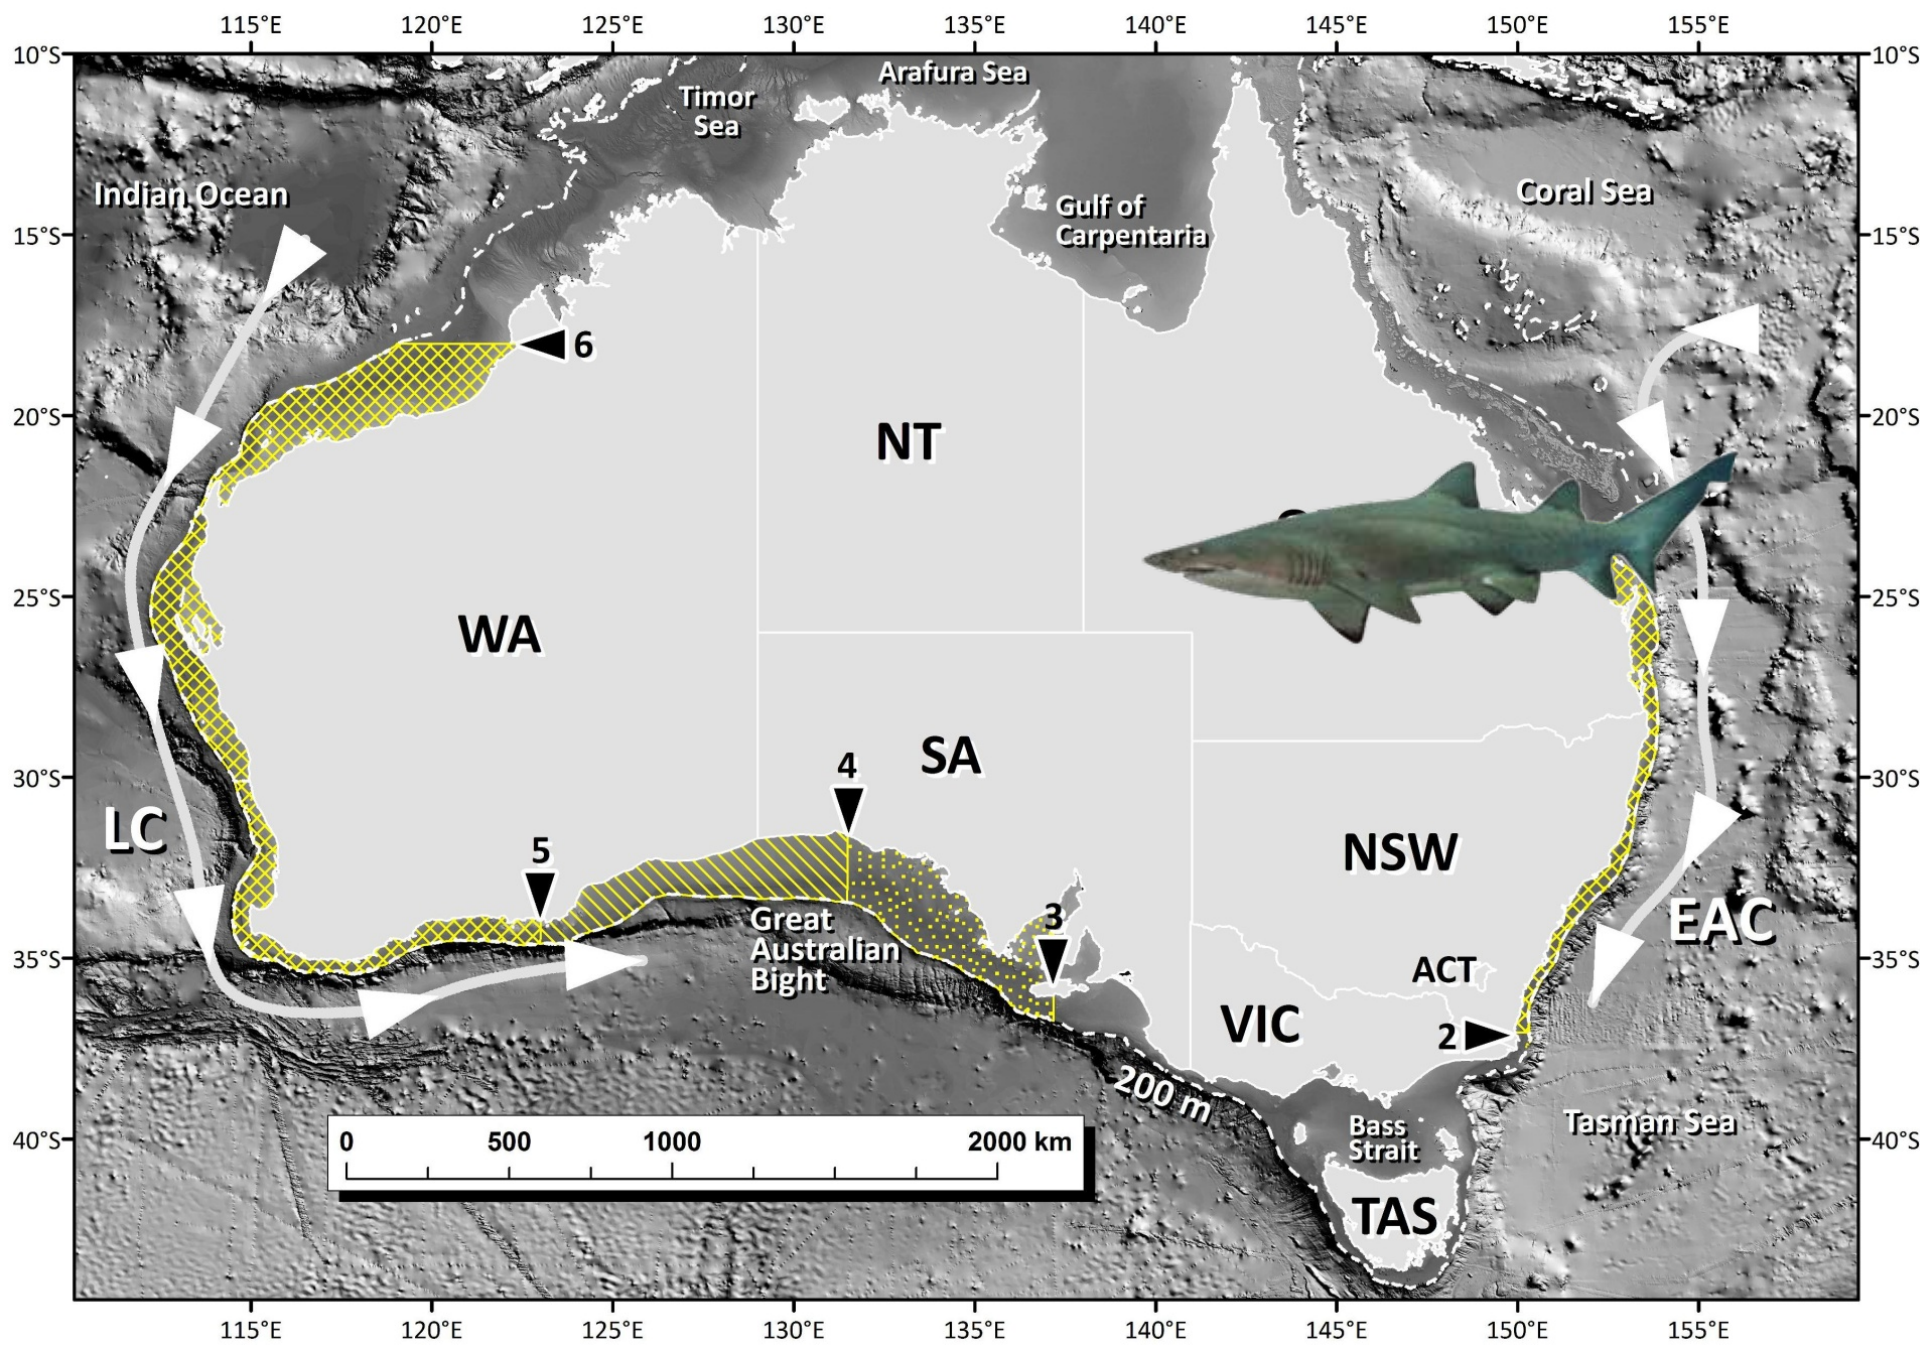 115°E 120°E 125°E 130°E 135°E 140°E 145°E 150°E 155°E
10°S 10°S
Arafura Sea
Timor
Sea
Indian Ocean
Coral Sea
Gulf of
Carpentaria
15°S 15°S
6
20°S 20°S
NT
25°S 25°S
WA
SA
4
30°S 30°S
LC
5
NSW
3
Great
Australian
Bight
EAC
35°S 35°S
ACT
VIC
2
200 m
Tasman Sea
Bass
Strait
40°S 40°S
0 500 1000 2000 km
TAS
115°E 120°E 125°E 130°E 135°E 140°E 145°E 150°E 155°E